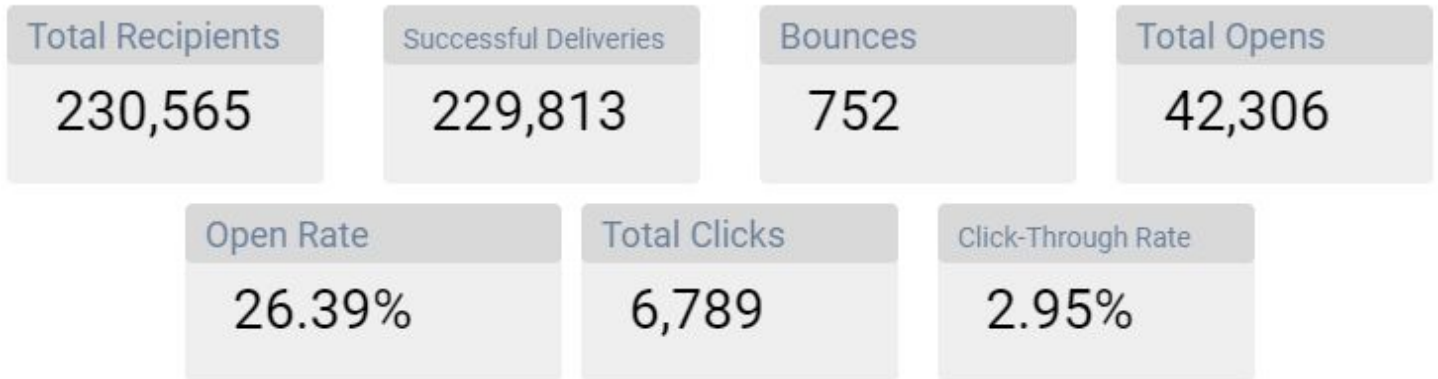 Total Recipients
230,565
Successful Deliveries
229,813
Bounces
752
Total Opens
42,306
Open Rate
26.39%
Total Clicks
6,789
Click-Through Rate
2.95%